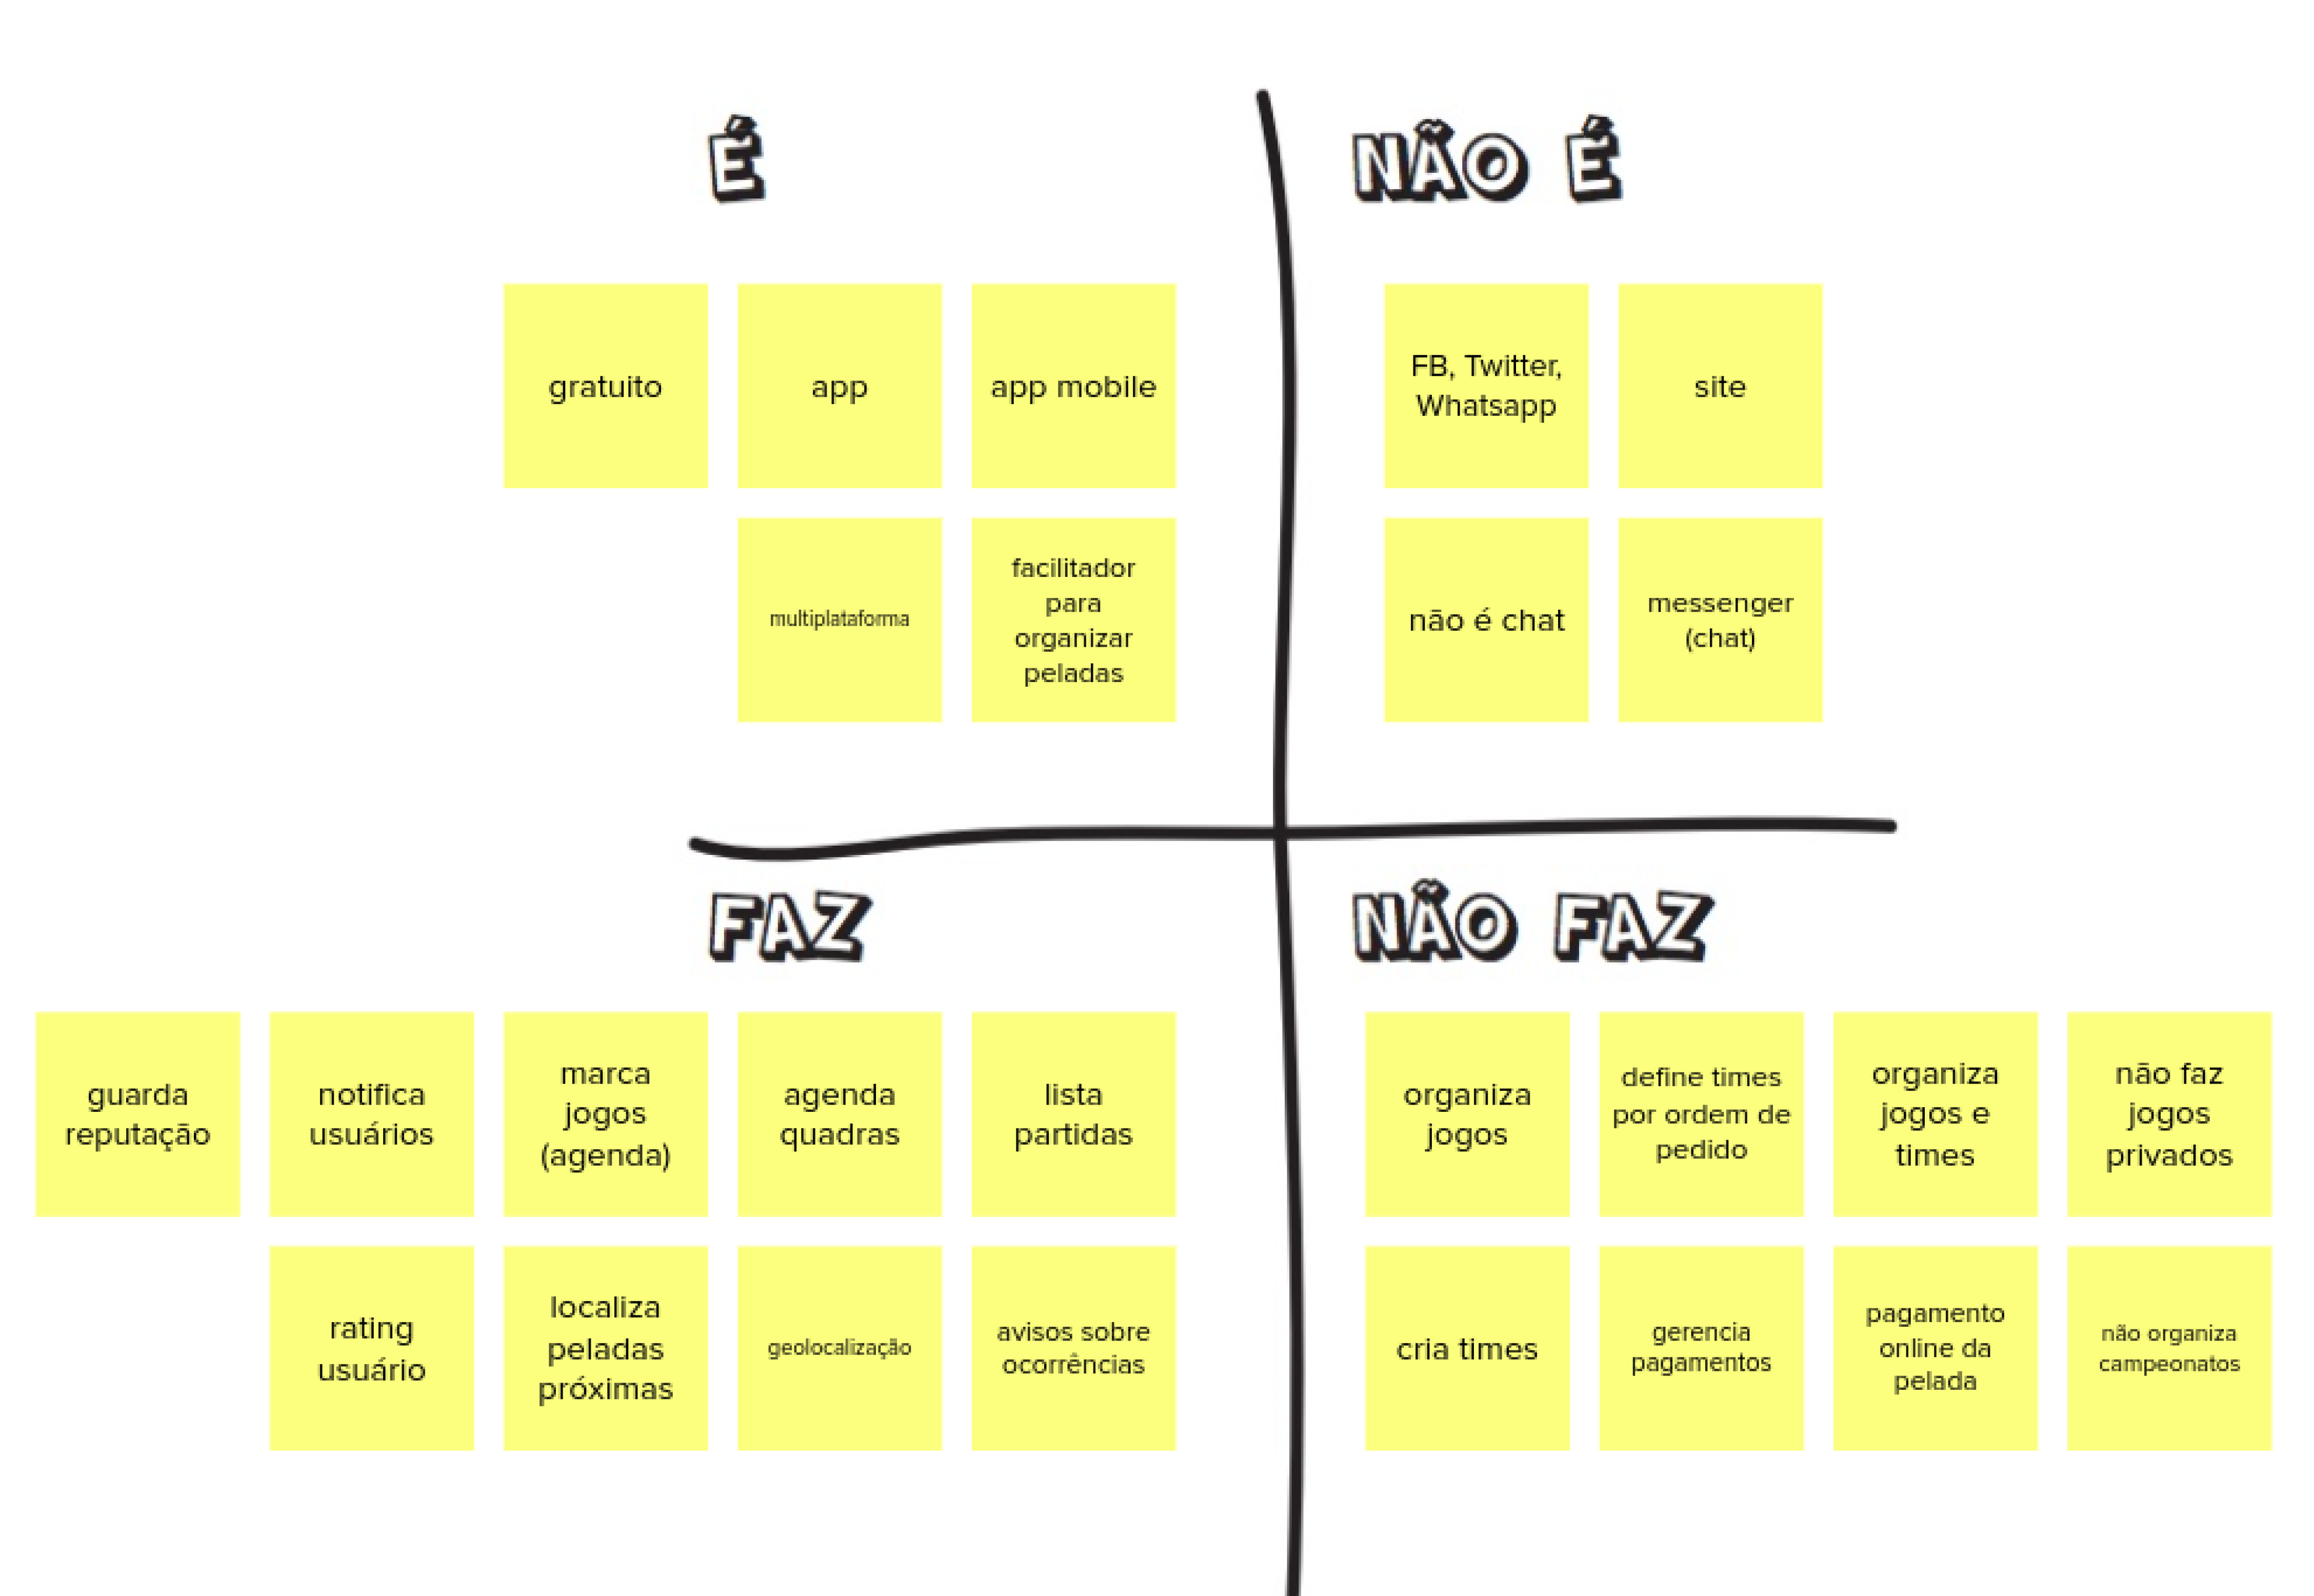 É
gratuito
app
app mobile
multiplataforma
facilitador
para
organizar
peladas
NÃO É
FB, Twitter,
Whatsapp
site
não é chat
messenger
(chat)
FAZ
guarda
reputação
notifica
usuários
marca
jogos
(agenda)
agenda
quadras
lista
partidas
rating
usuário
localiza
peladas
próximas
geolocalização
avisos sobre
ocorrências
NÃO FAZ
organiza
jogos
define times
por ordem de
pedido
organiza
jogos e
times
não faz
jogos
privados
cria times
gerencia
pagamentos
pagamento
online da
pelada
não organiza
campeonatos